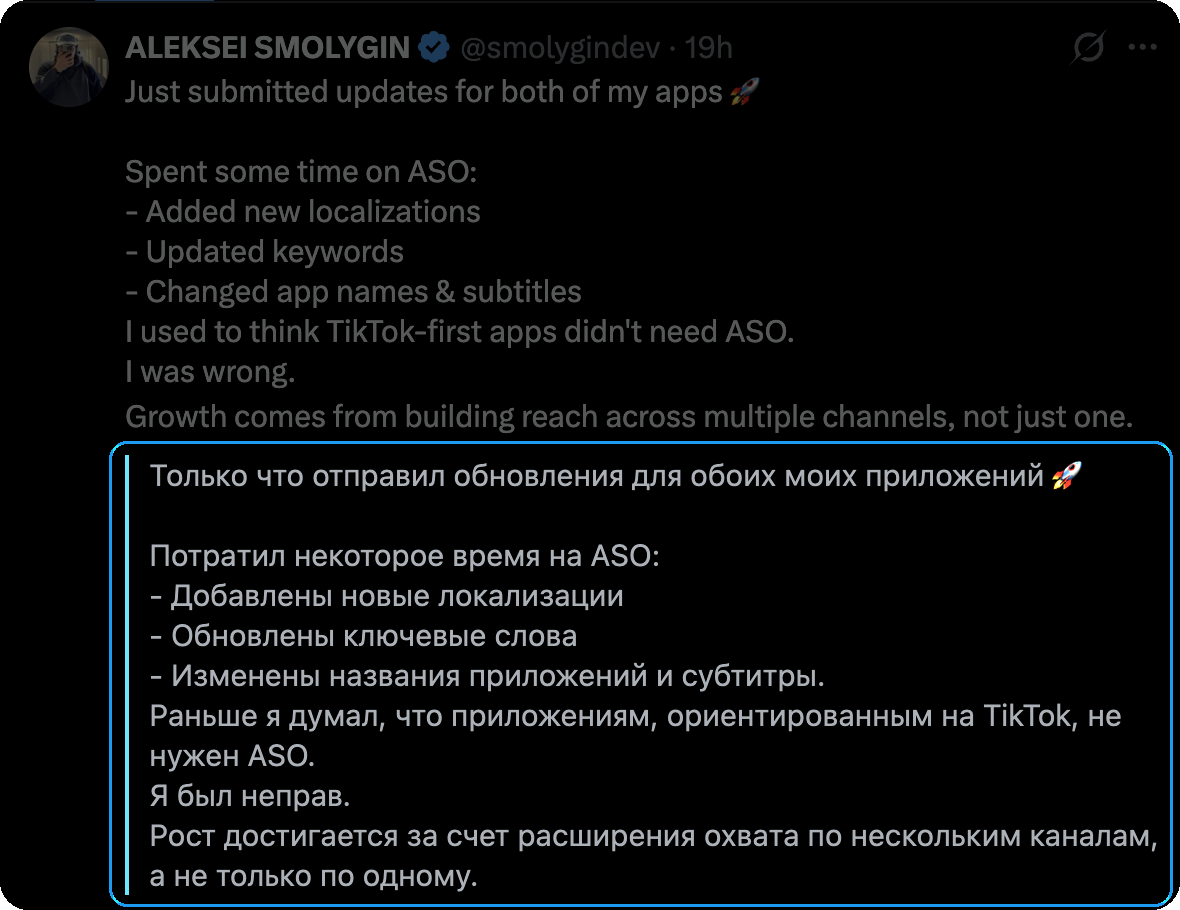 ALEKSEI SMOLYGIN @smolygindev · 19h
Just submitted updates for both of my apps 🚀
Spent some time on ASO:
- Added new localizations
- Updated keywords
- Changed app names & subtitles
I used to think TikTok-first apps didn't need ASO.
I was wrong.
Growth comes from building reach across multiple channels, not just one.
Только что отправил обновления для обоих моих приложений 🚀
Потратил некоторое время на ASO:
- Добавлены новые локализации
- Обновлены ключевые слова
- Изменены названия приложений и субтитры.
Раньше я думал, что приложениям, ориентированным на TikTok, не
нужен ASO.
Я был неправ.
Рост достигается за счет расширения охвата по нескольким каналам,
а не только по одному.